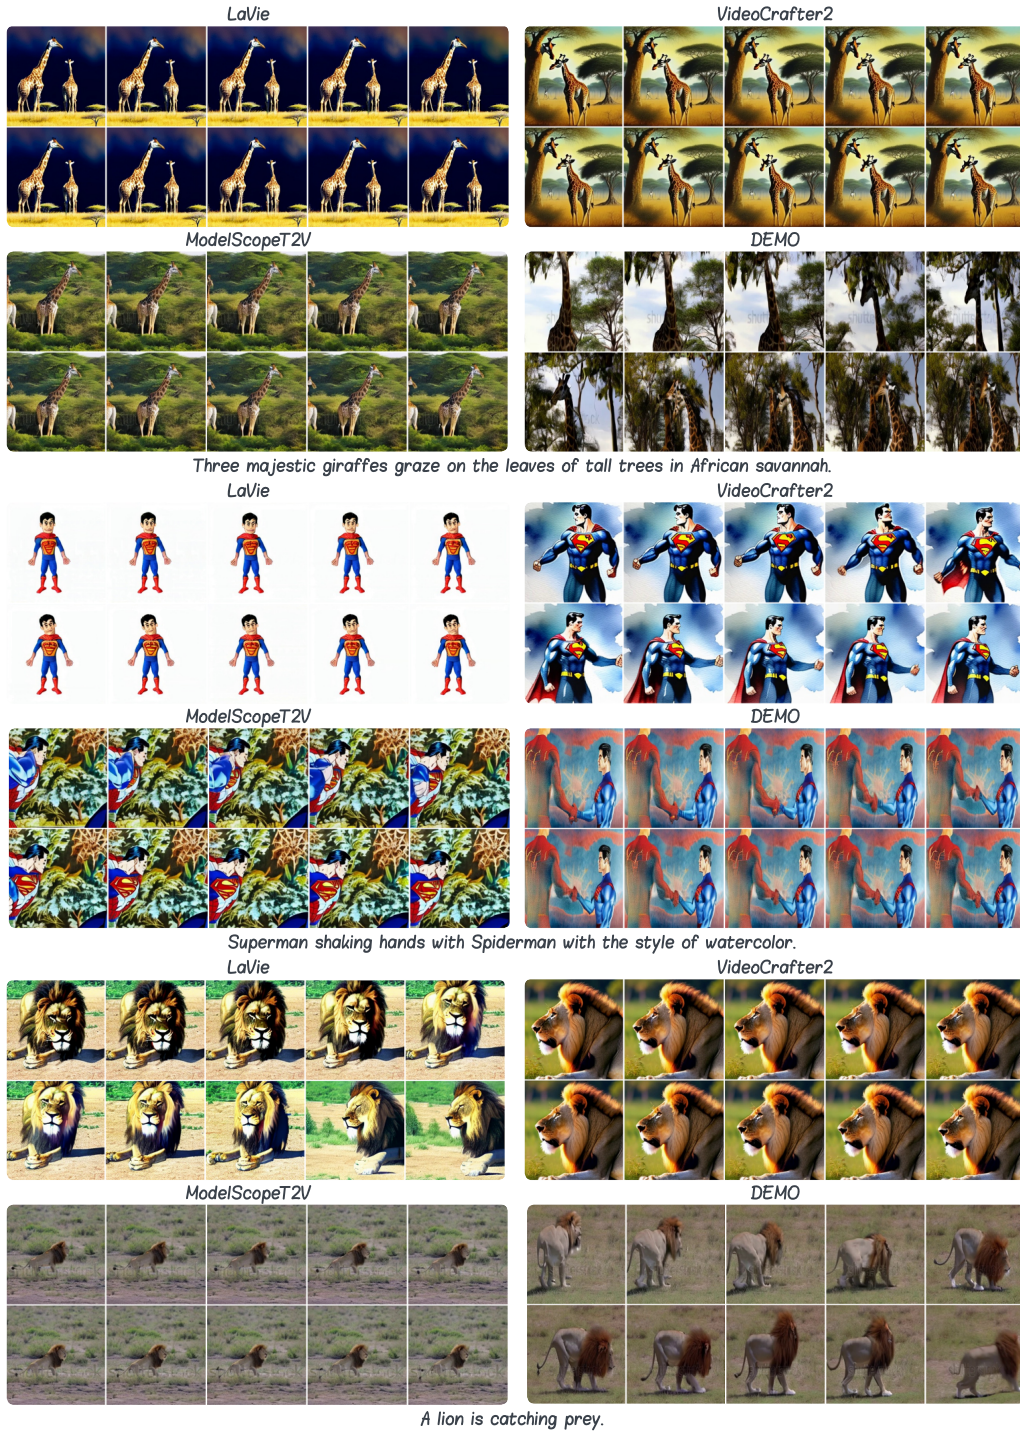 LaVie
VideoCrafter2
ModelScopeT2V
DEMO
Three majestic giraffes graze on the leaves of tall trees in African savannah.
LaVie
VideoCrafter2
ModelScopeT2V
DEMO
Superman shaking hands with Spiderman with the style of watercolor.
LaVie
VideoCrafter2
ModelScopeT2V
DEMO
A lion is catching prey.